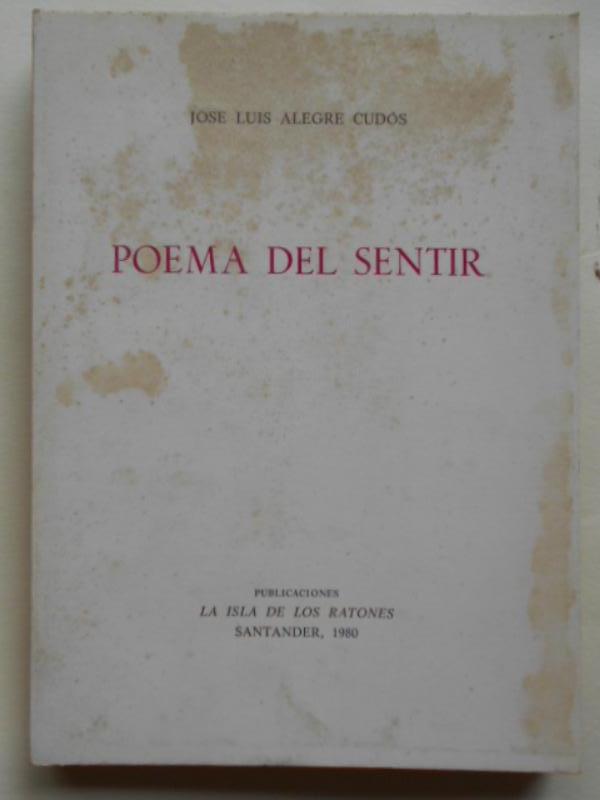 JOSE LUIS ALEGRE CUDÓS
POEMA DEL SENTIR
PUBLICACIONES
LA ISLA DE LOS RATONES
SANTANDER, 1980